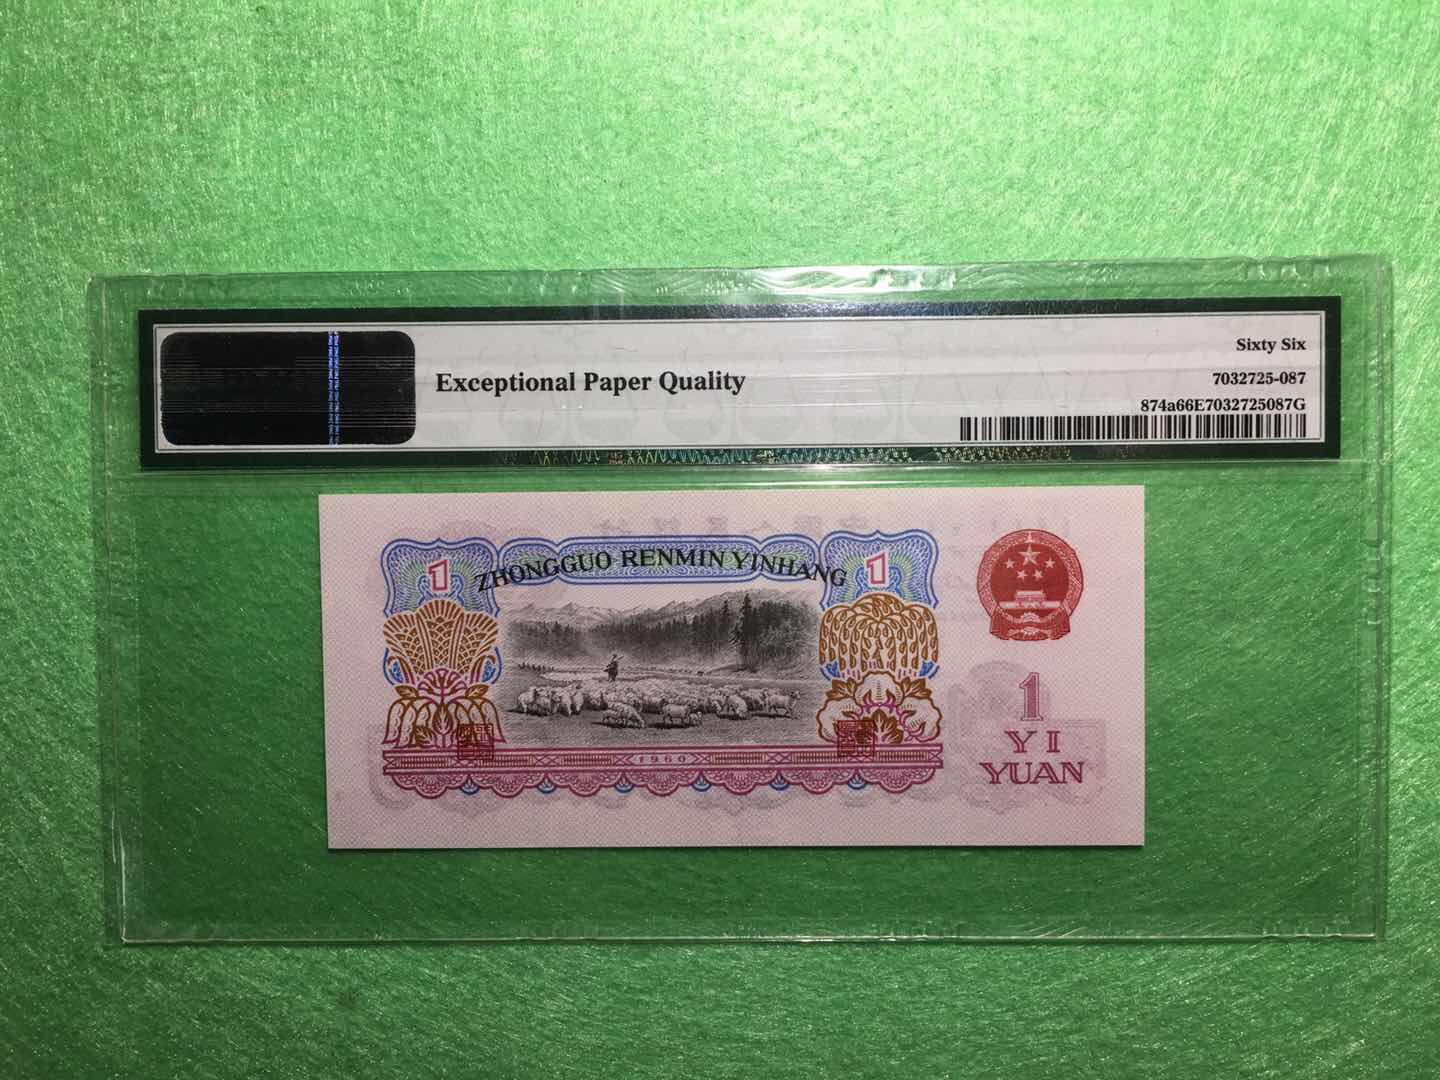 Sixty Six
Exceptional Paper Quality
7032725-087
874a66E7032725087G
ZHONGGUO RENMIN YINHANG
1
1
1
YI
YUAN
1960